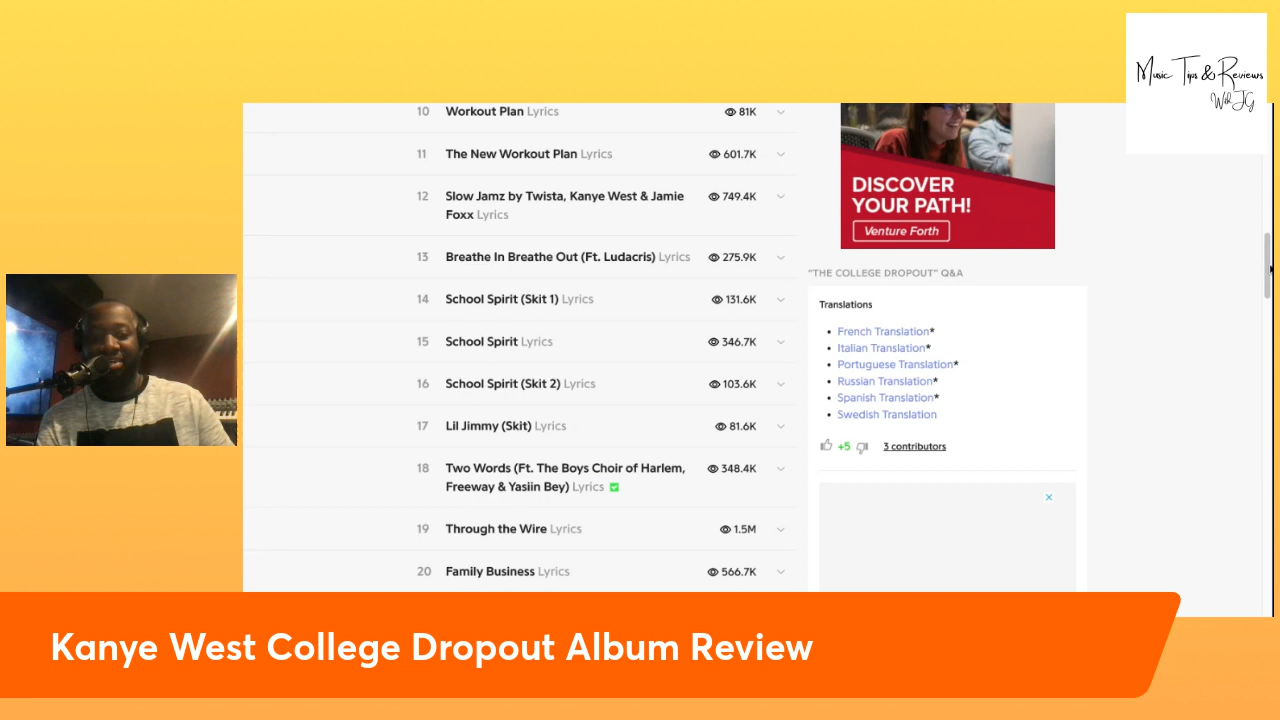 Music Tips & Reviews
With JG
10 Workout Plan Lyrics 81K
11 The New Workout Plan Lyrics 601.7K
12 Slow Jamz by Twista, Kanye West & Jamie
Foxx Lyrics 749.4K
13 Breathe In Breathe Out (Ft. Ludacris) Lyrics 275.9K
14 School Spirit (Skit 1) Lyrics 131.6K
15 School Spirit Lyrics 346.7K
16 School Spirit (Skit 2) Lyrics 103.6K
17 Lil Jimmy (Skit) Lyrics 81.6K
18 Two Words (Ft. The Boys Choir of Harlem,
Freeway & Yasiin Bey) Lyrics 348.4K
19 Through the Wire Lyrics 1.5M
20 Family Business Lyrics 566.7K
DISCOVER
YOUR PATH!
Venture Forth
"THE COLLEGE DROPOUT" Q&A
Translations
• French Translation*
• Italian Translation*
• Portuguese Translation*
• Russian Translation*
• Spanish Translation*
• Swedish Translation
+5 3 contributors
Kanye West College Dropout Album Review